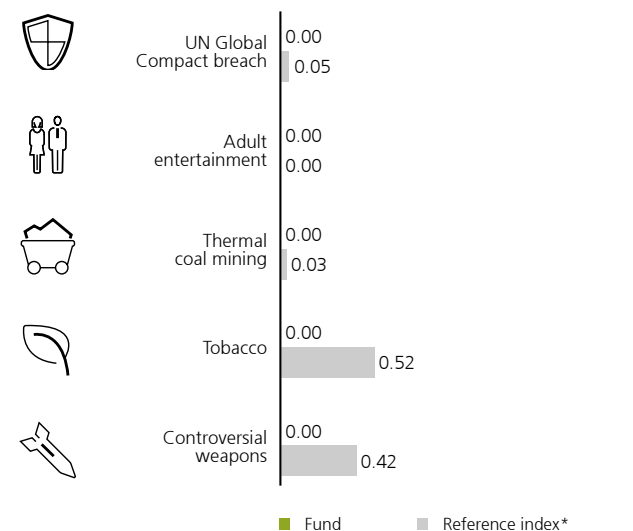 UN Global
Compact breach
0.00
0.05
Adult
entertainment
0.00
0.00
Thermal
coal mining
0.00
0.03
Tobacco
0.00
0.52
Controversial
weapons
0.00
0.42
Fund
Reference index*